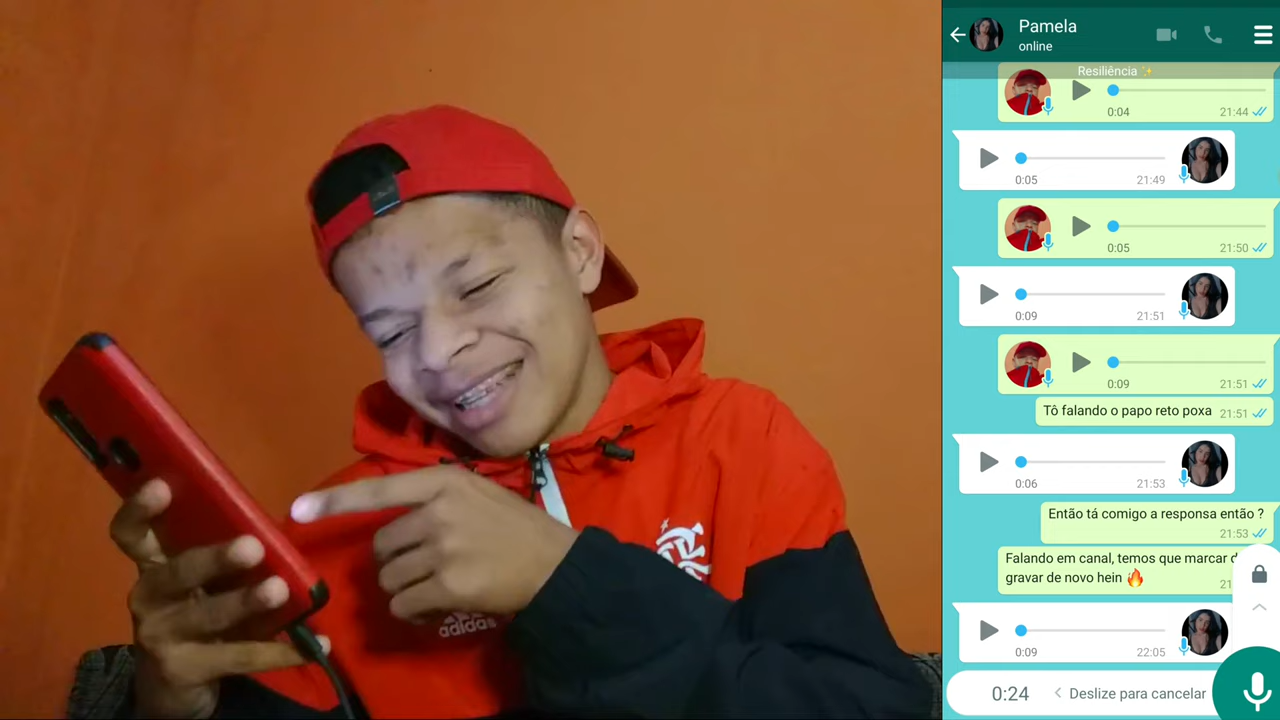 Pamela
online
Resiliência ✨
0:04 21:44
0:05 21:49
0:05 21:50
0:09 21:51
0:09 21:51
Tô falando o papo reto poxa 21:51
0:06 21:53
Então tá comigo a responsa então ?
21:53
Falando em canal, temos que marcar
gravar de novo hein 🔥 21
0:09 22:05
0:24 Deslize para cancelar
adidas